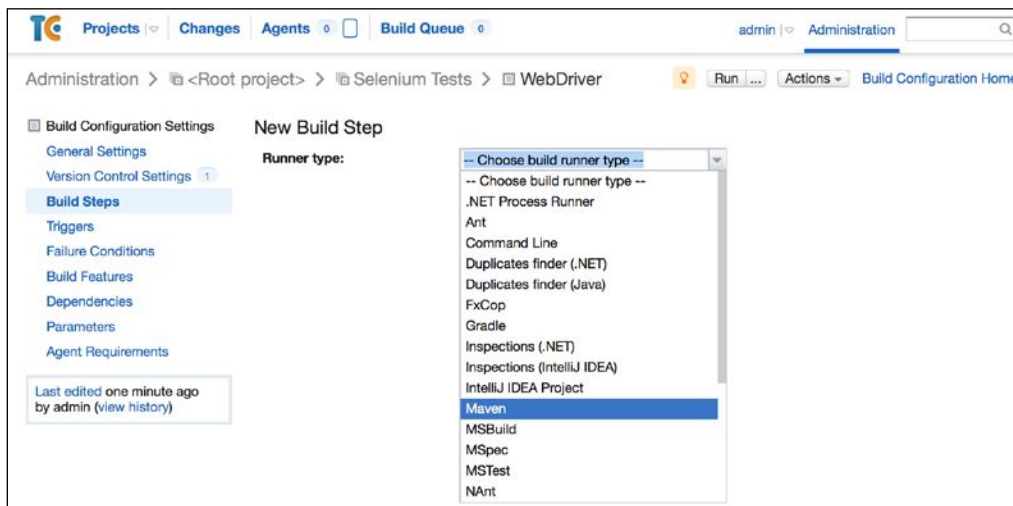 TC Projects Changes Agents 0 Build Queue 0 admin Administration
Administration > <Root project> > Selenium Tests > WebDriver Run ... Actions Build Configuration Home
Build Configuration Settings
General Settings
Version Control Settings 1
Build Steps
Triggers
Failure Conditions
Build Features
Dependencies
Parameters
Agent Requirements
Last edited one minute ago
by admin (view history)
New Build Step
Runner type: -- Choose build runner type --
-- Choose build runner type --
.NET Process Runner
Ant
Command Line
Duplicates finder (.NET)
Duplicates finder (Java)
FxCop
Gradle
Inspections (.NET)
Inspections (IntelliJ IDEA)
IntelliJ IDEA Project
Maven
MSBuild
MSpec
MSTest
NAnt